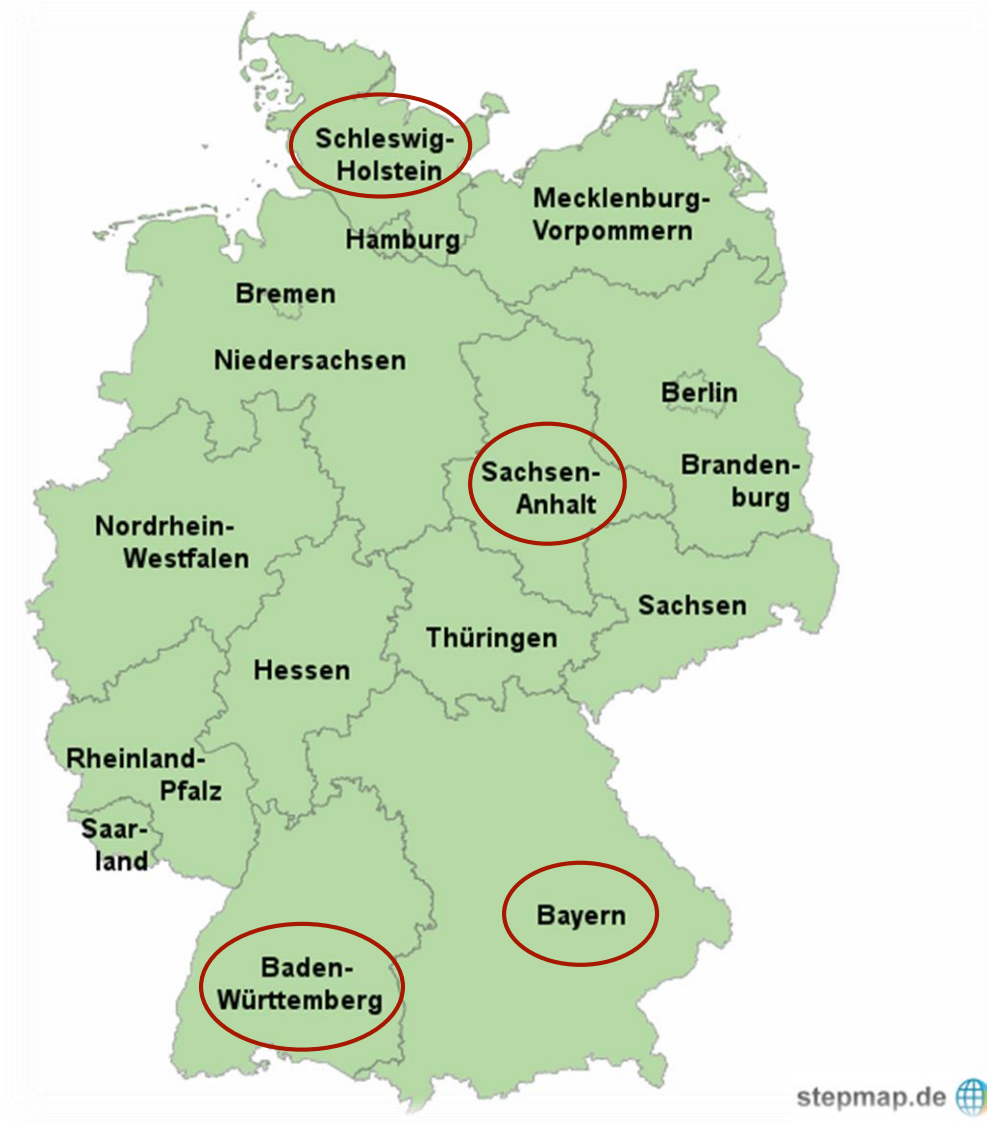 Schleswig-
Holstein
Mecklenburg-
Vorpommern
Hamburg
Bremen
Niedersachsen
Berlin
Sachsen-
Anhalt
Branden-
burg
Nordrhein-
Westfalen
Sachsen
Thüringen
Hessen
Rheinland-
Pfalz
Saar-
land
Bayern
Baden-
Württemberg
stepmap.de